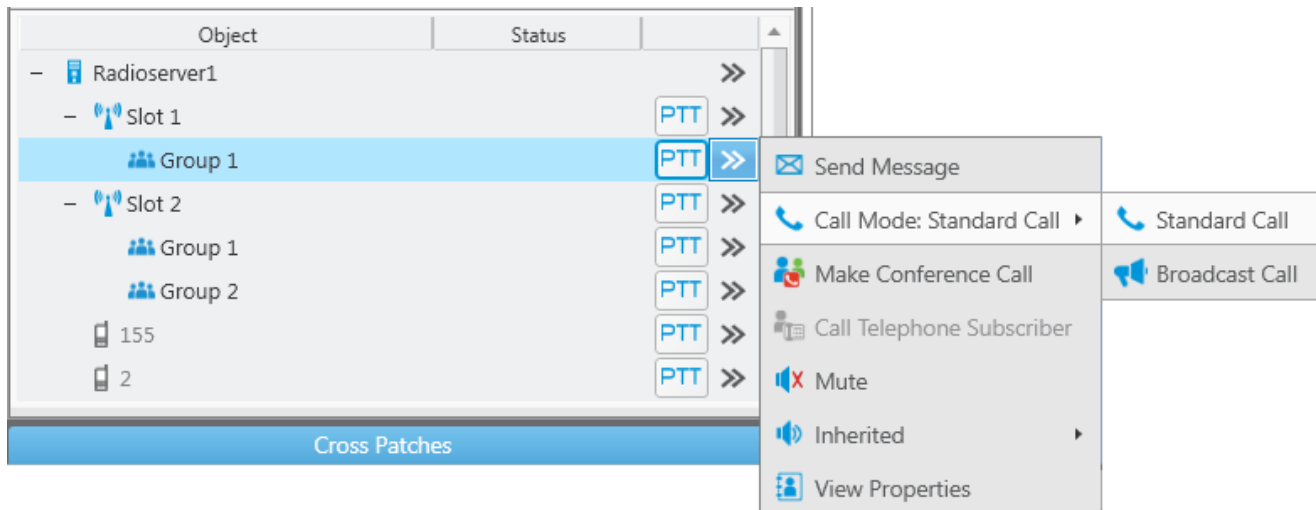 Object Status
Radioserver1
Slot 1 PTT
Group 1 PTT
Slot 2 PTT
Group 1 PTT
Group 2 PTT
155 PTT
2 PTT
Cross Patches
Send Message
Call Mode: Standard Call
Make Conference Call
Call Telephone Subscriber
Mute
Inherited
View Properties
Standard Call
Broadcast Call